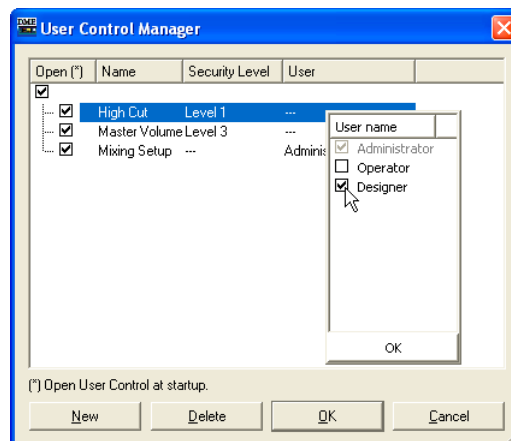 DME
User Control Manager
Open (*) Name Security Level User
High Cut Level 1 ---
Master Volume Level 3 ---
Mixing Setup --- Adminis
User name
Administrator
Operator
Designer
OK
(*) Open User Control at startup.
New Delete OK Cancel